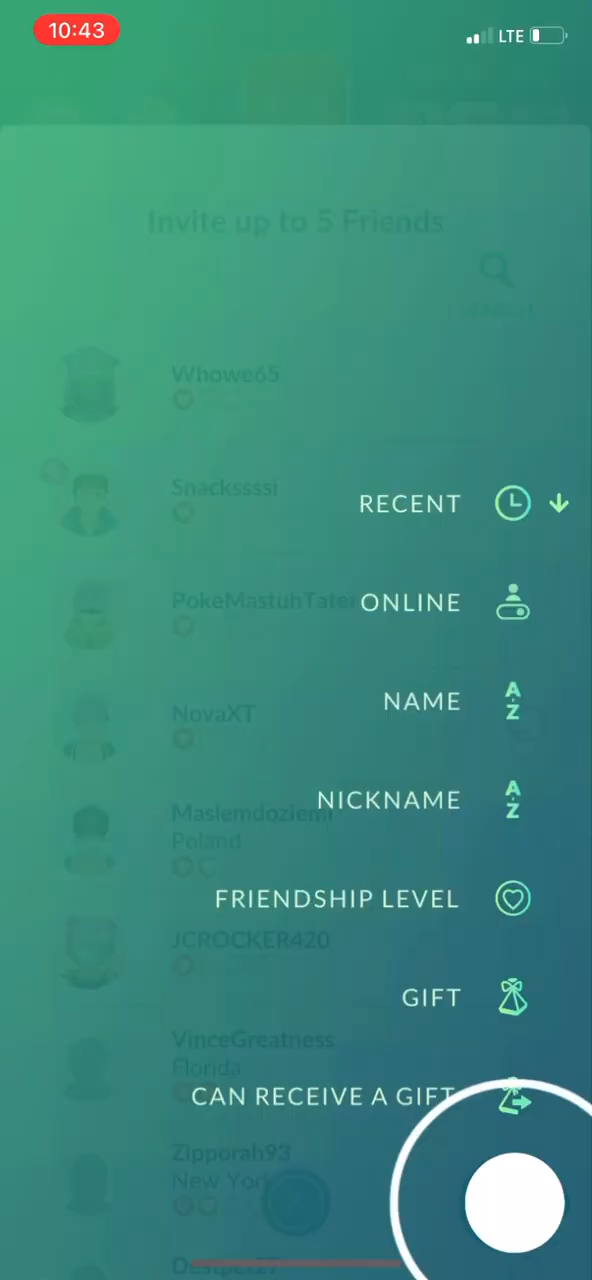 10:43
LTE
Invite up to 5 Friends
SEARCH
Whowe65
Snackssssi
RECENT
PokeMastuhTater
ONLINE
NovaXT
NAME
NICKNAME
Maslemdoziemi
Poland
FRIENDSHIP LEVEL
JCROCKER420
GIFT
VinceGreatness
Florida
CAN RECEIVE A GIFT
Zipporah93
New York